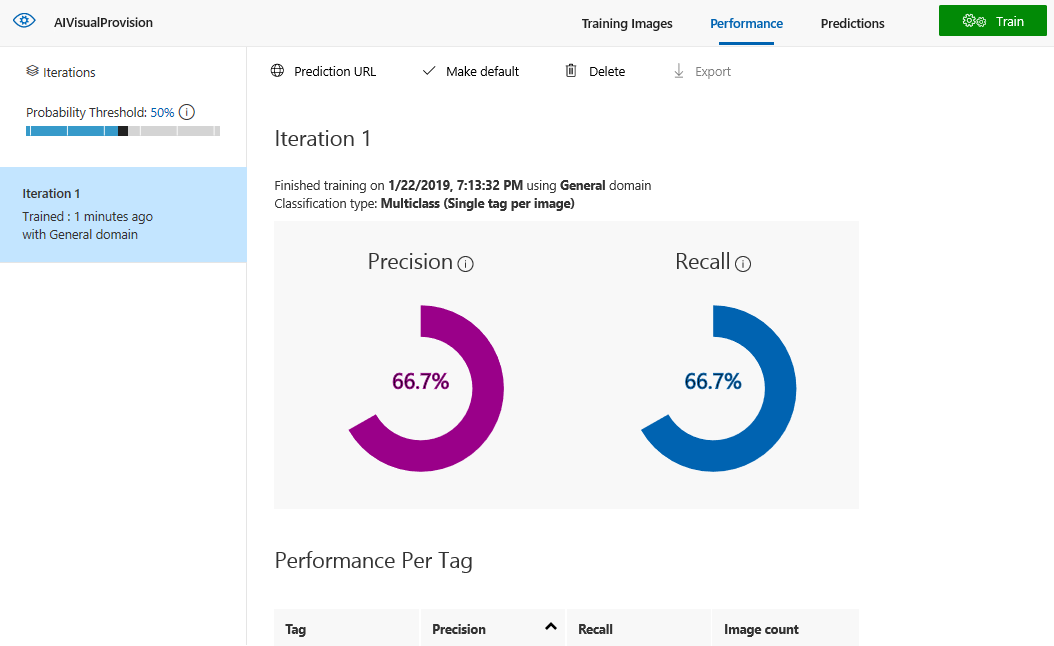 AIVisualProvision
Training Images
Performance
Predictions
Train
Iterations
Probability Threshold: 50%
Iteration 1
Trained : 1 minutes ago
with General domain
Prediction URL
Make default
Delete
Export
Iteration 1
Finished training on 1/22/2019, 7:13:32 PM using General domain
Classification type: Multiclass (Single tag per image)
Precision
Recall
66.7%
66.7%
Performance Per Tag
Tag
Precision
Recall
Image count